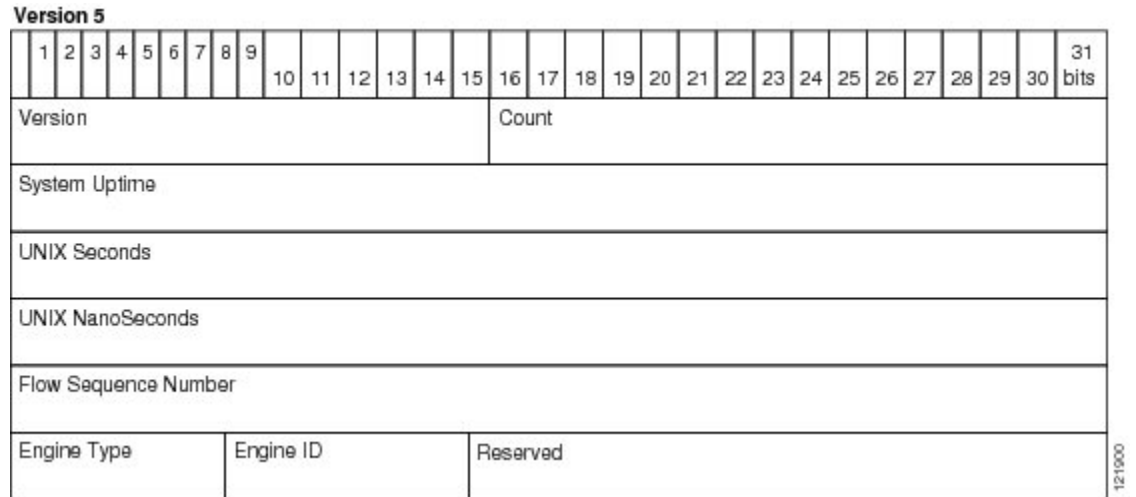 Version 5
1 2 3 4 5 6 7 8 9 10 11 12 13 14 15 16 17 18 19 20 21 22 23 24 25 26 27 28 29 30 31 bits
Version Count
System Uptime
UNIX Seconds
UNIX NanoSeconds
Flow Sequence Number
Engine Type Engine ID Reserved
121900